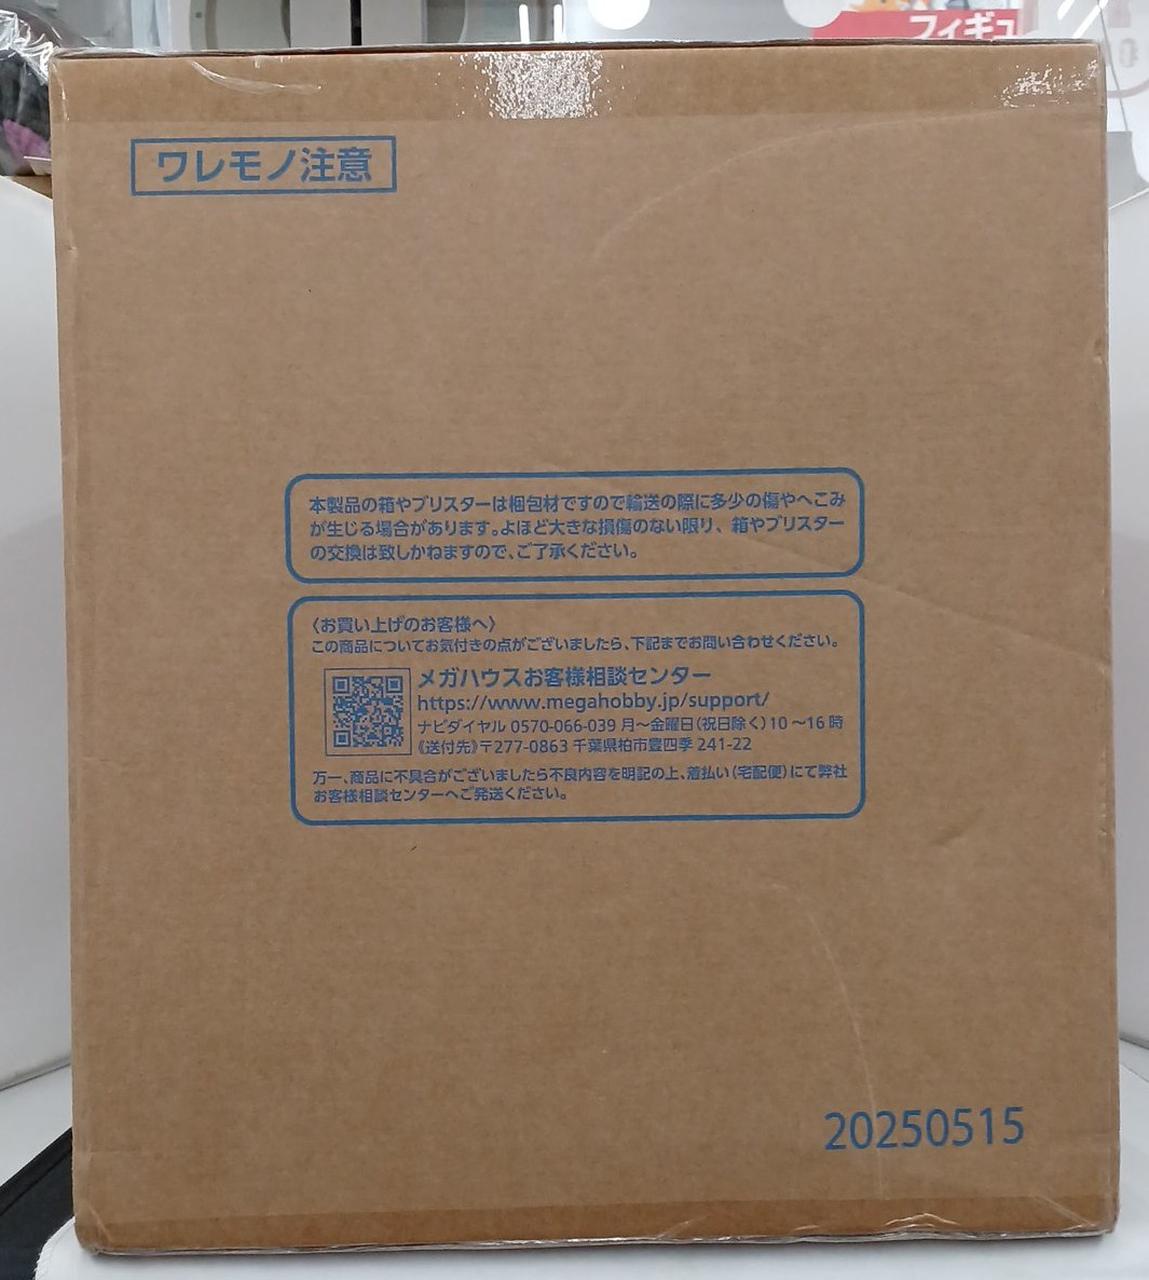 フィギュ
ワレモノ注意
本製品の箱やブリスターは梱包材ですので輸送の際に多少の傷やへこみ
が生じる場合があります。よほど大きな損傷のない限り、箱やブリスター
の交換は致しかねますので、ご了承ください。
〈お買い上げのお客様へ〉
この商品についてお気付きの点がございましたら、下記までお問い合わせください。
メガハウスお客様相談センター
https://www.megahobby.jp/support/
ナビダイヤル 0570-066-039 月～金曜日(祝日除く)10～16時
《送付先》〒277-0863 千葉県柏市豊四季 241-22
万一、商品に不具合がございましたら不良内容を明記の上、着払い(宅配便)にて弊社
お客様相談センターへご発送ください。
20250515